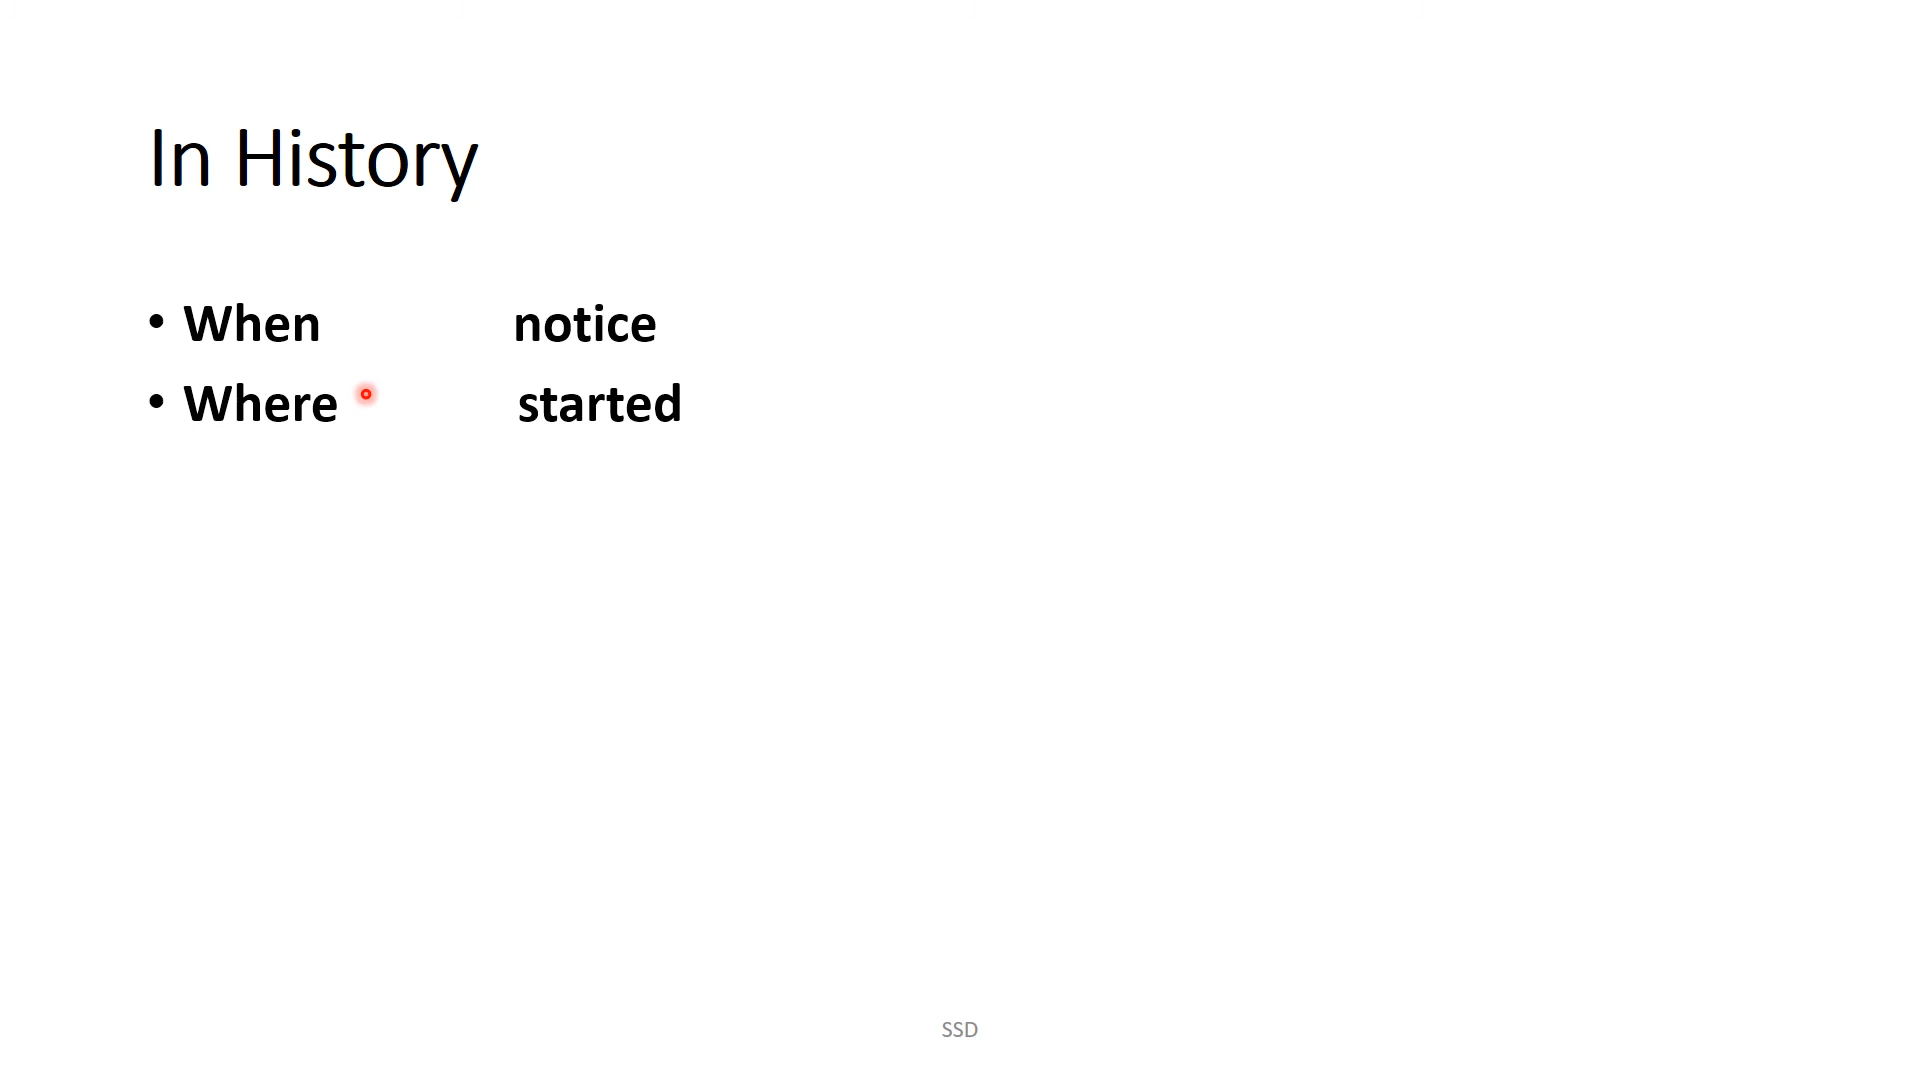 In History
• When notice
• Where started
SSD